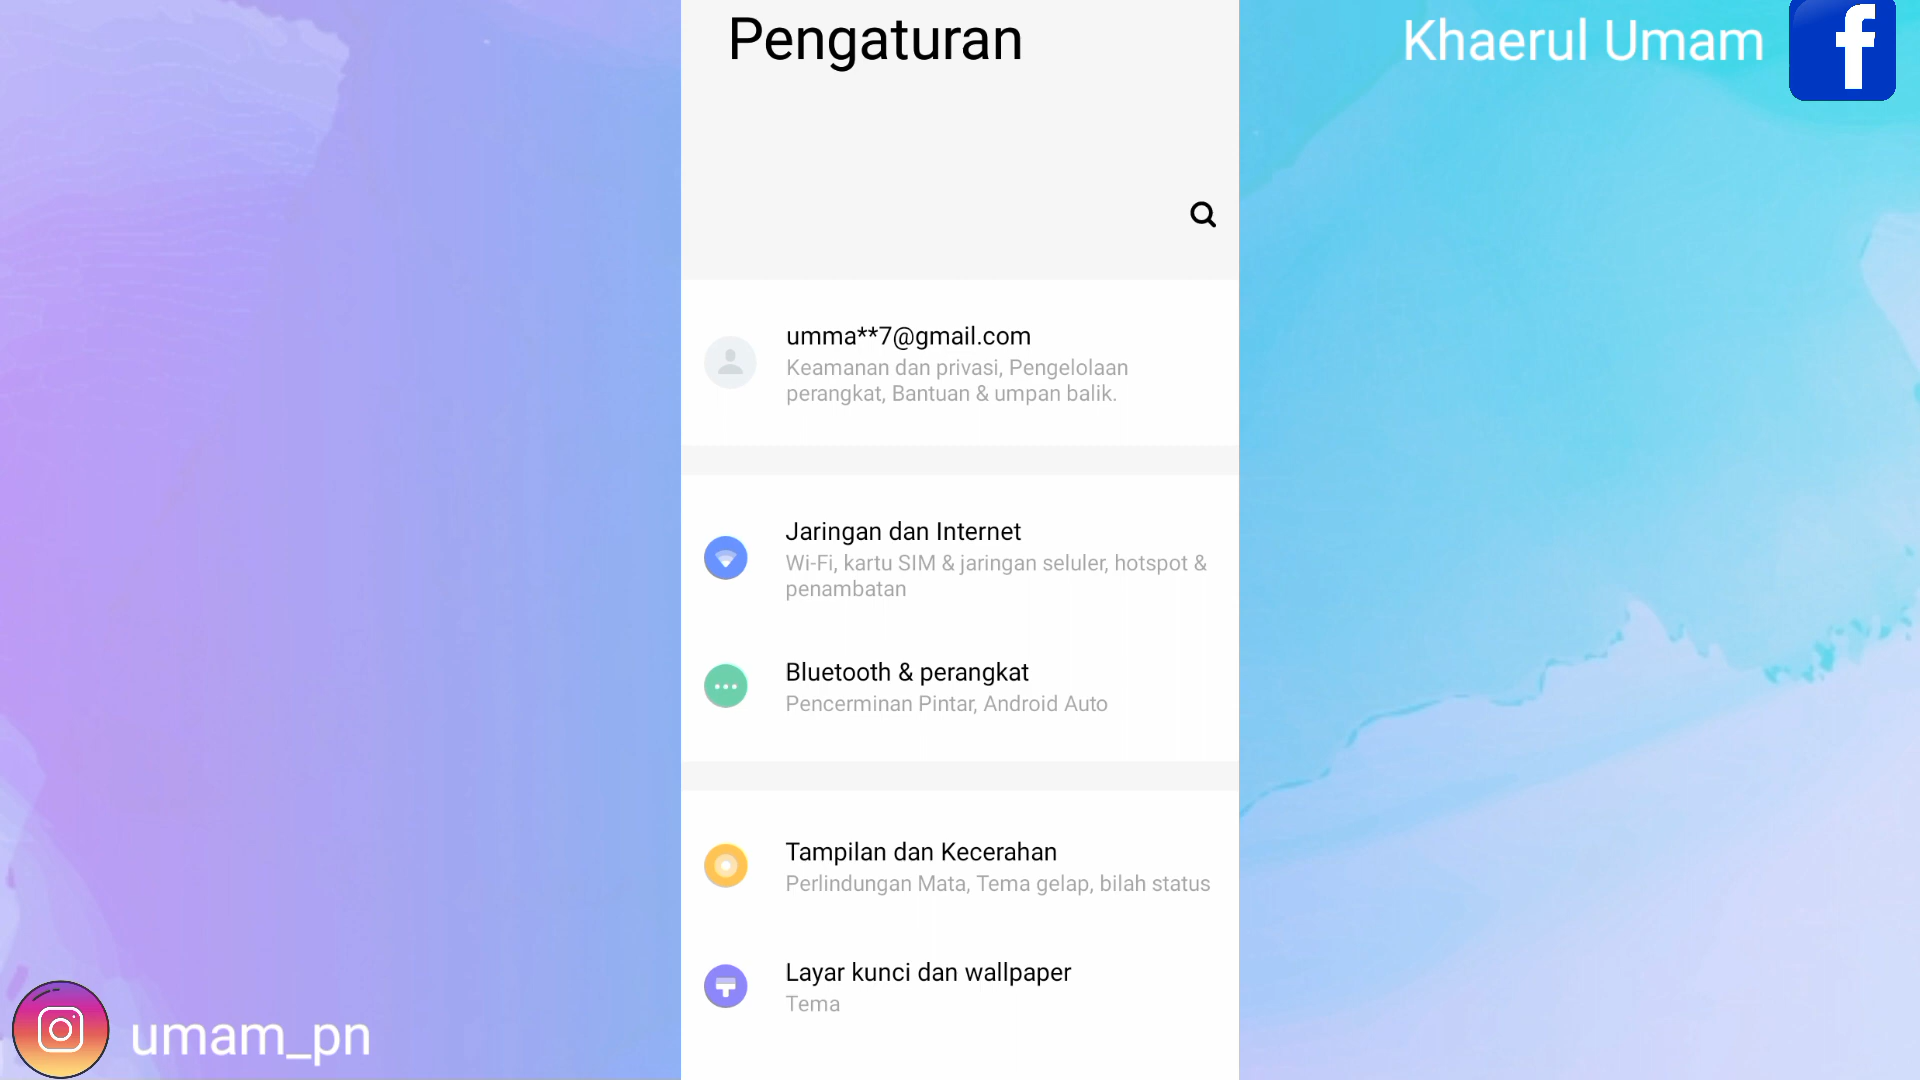 Pengaturan
Khaerul Umam
umma**7@gmail.com
Keamanan dan privasi, Pengelolaan
perangkat, Bantuan & umpan balik.
Jaringan dan Internet
Wi-Fi, kartu SIM & jaringan seluler, hotspot &
penambatan
Bluetooth & perangkat
Pencerminan Pintar, Android Auto
Tampilan dan Kecerahan
Perlindungan Mata, Tema gelap, bilah status
Layar kunci dan wallpaper
Tema
umam_pn